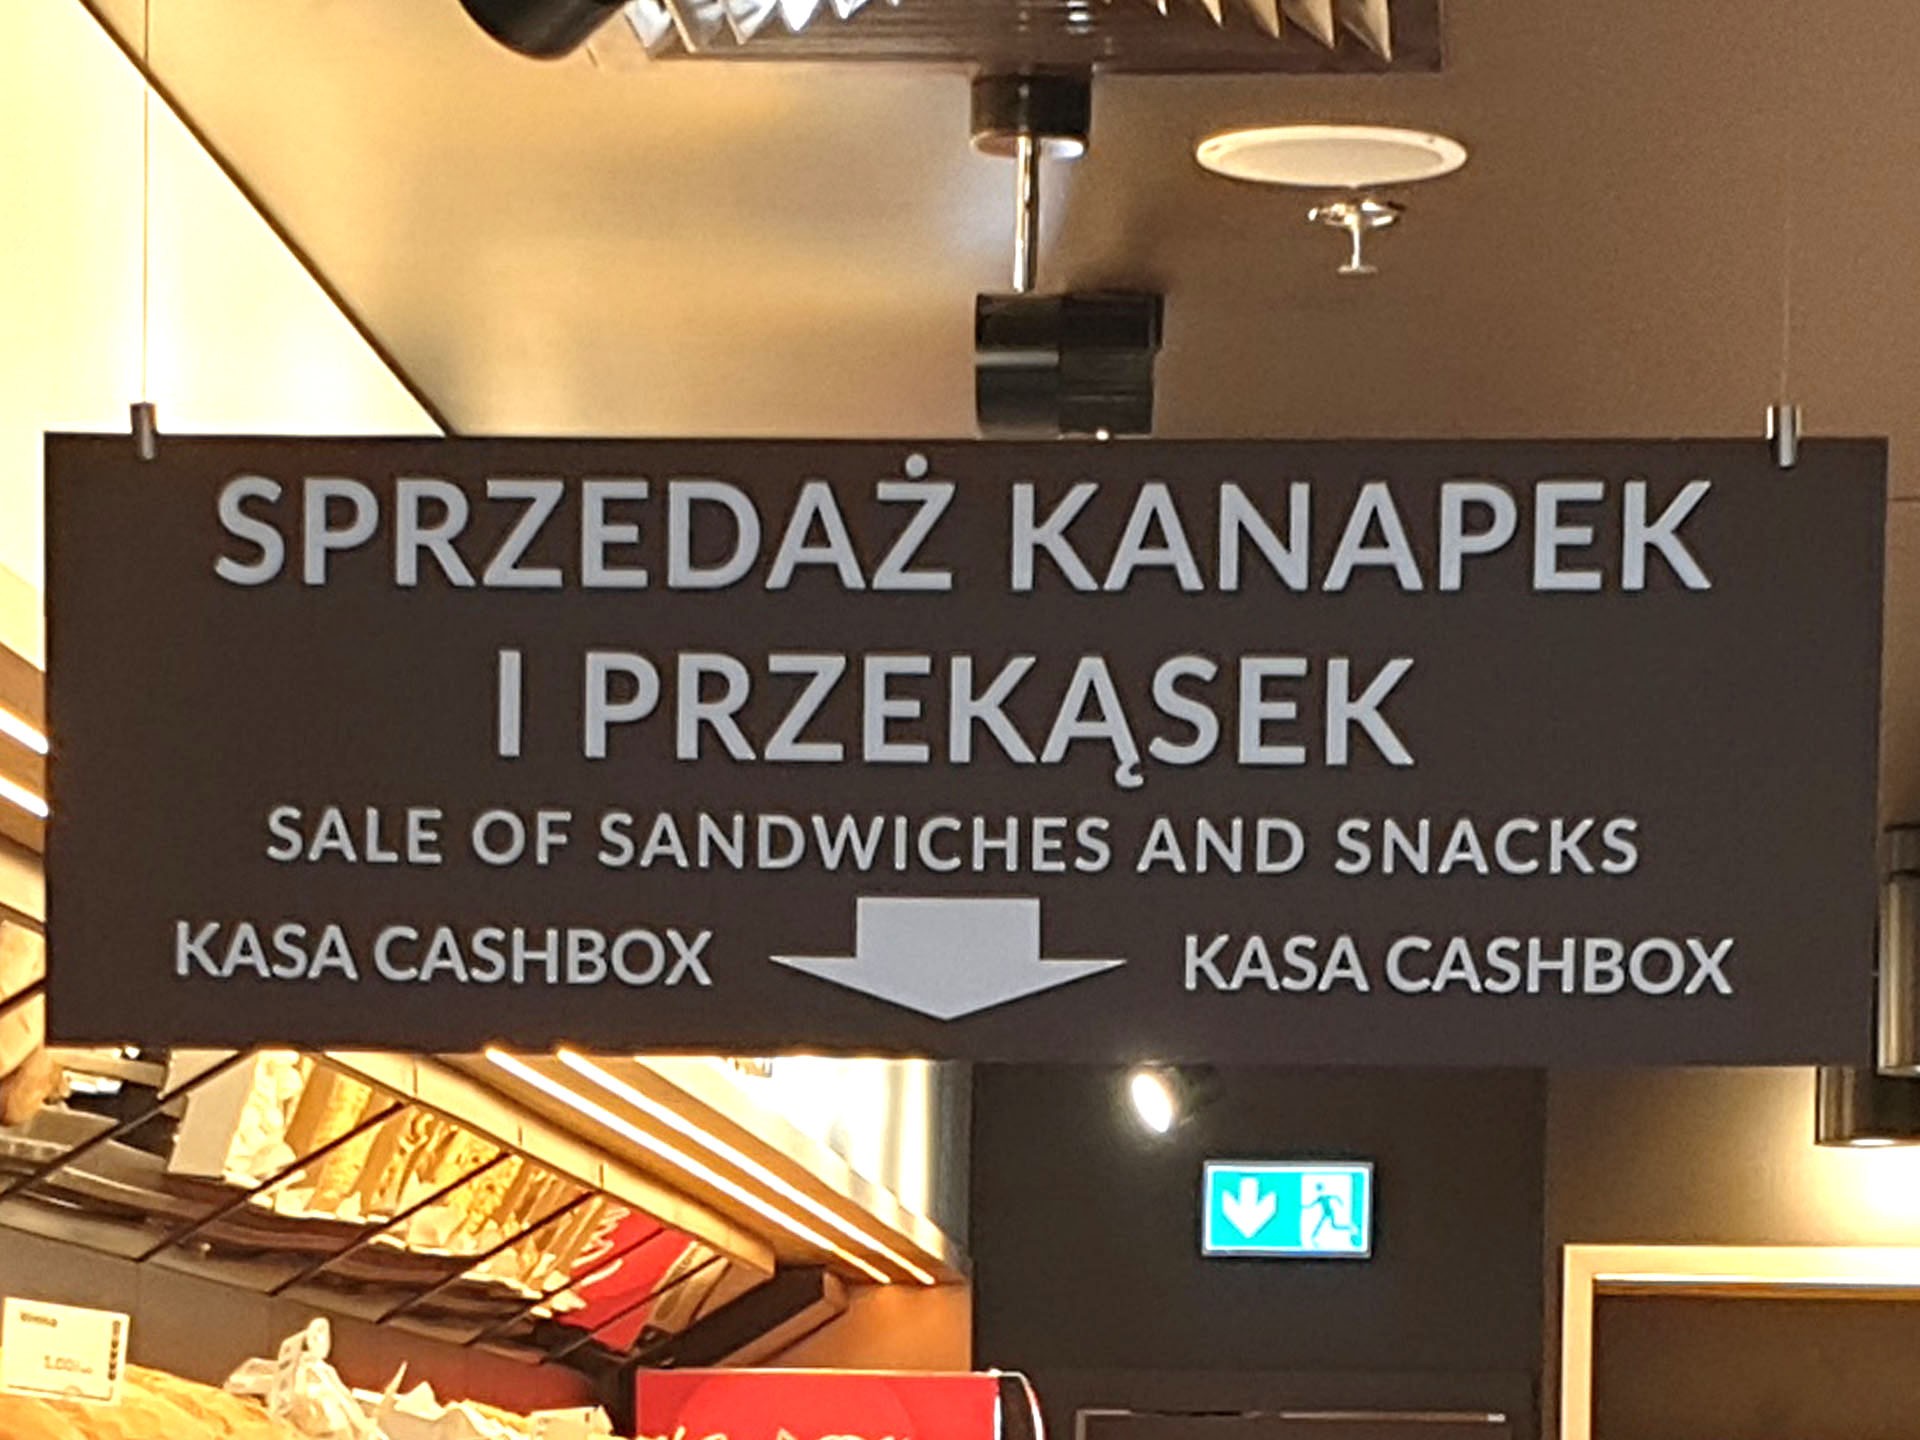 SPRZEDAŻ KANAPEK
I PRZEKĄSEK
SALE OF SANDWICHES AND SNACKS
KASA CASHBOX
KASA CASHBOX